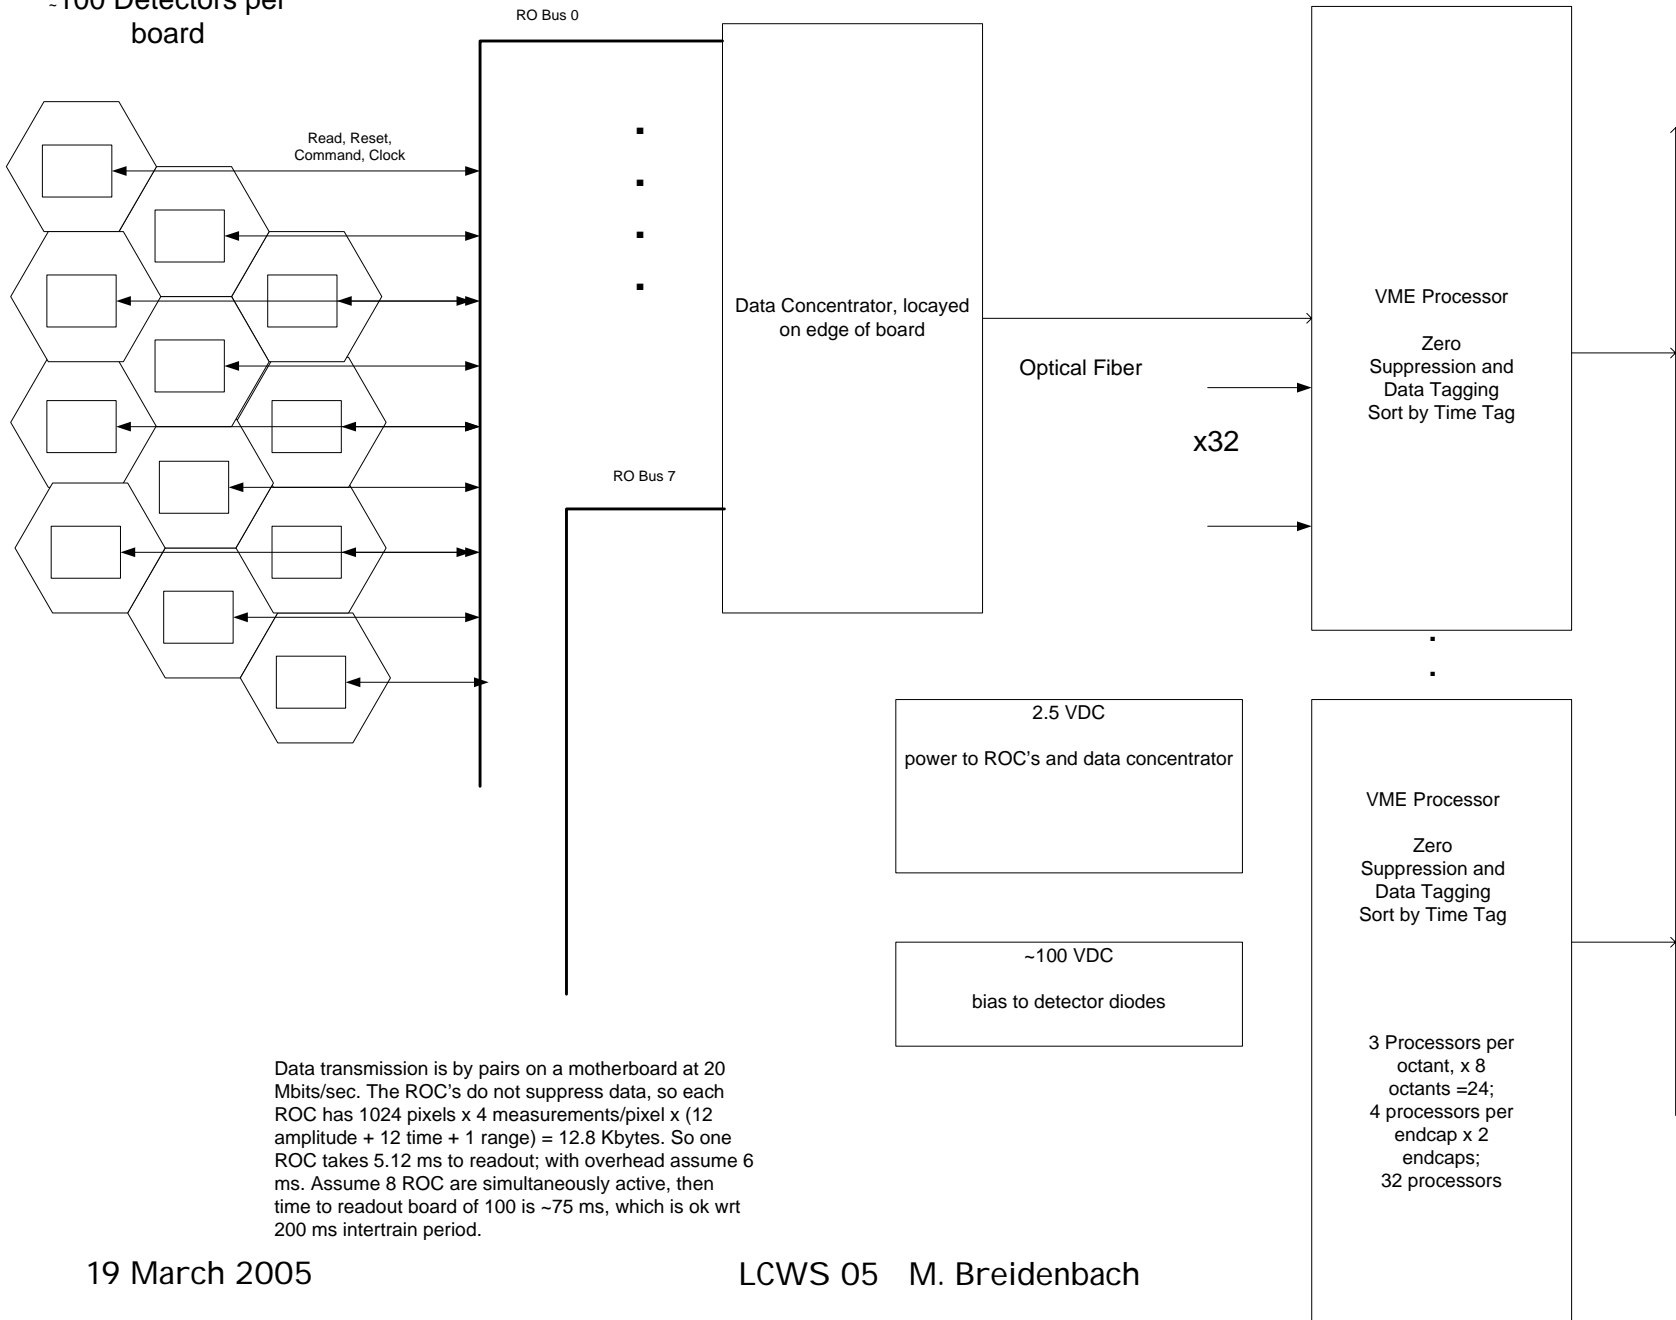 ~100 Detectors per
board
RO Bus 0
Read, Reset,
Command, Clock
Data Concentrator, locayed
on edge of board
Optical Fiber
x32
VME Processor
Zero
Suppression and
Data Tagging
Sort by Time Tag
RO Bus 7
2.5 VDC
power to ROC's and data concentrator
~100 VDC
bias to detector diodes
VME Processor
Zero
Suppression and
Data Tagging
Sort by Time Tag
3 Processors per
octant, x 8
octants =24;
4 processors per
endcap x 2
endcaps;
32 processors
Data transmission is by pairs on a motherboard at 20
Mbits/sec. The ROC's do not suppress data, so each
ROC has 1024 pixels x 4 measurements/pixel x (12
amplitude + 12 time + 1 range) = 12.8 Kbytes. So one
ROC takes 5.12 ms to readout; with overhead assume 6
ms. Assume 8 ROC are simultaneously active, then
time to readout board of 100 is ~75 ms, which is ok wrt
200 ms intertrain period.
19 March 2005
LCWS 05 M. Breidenbach